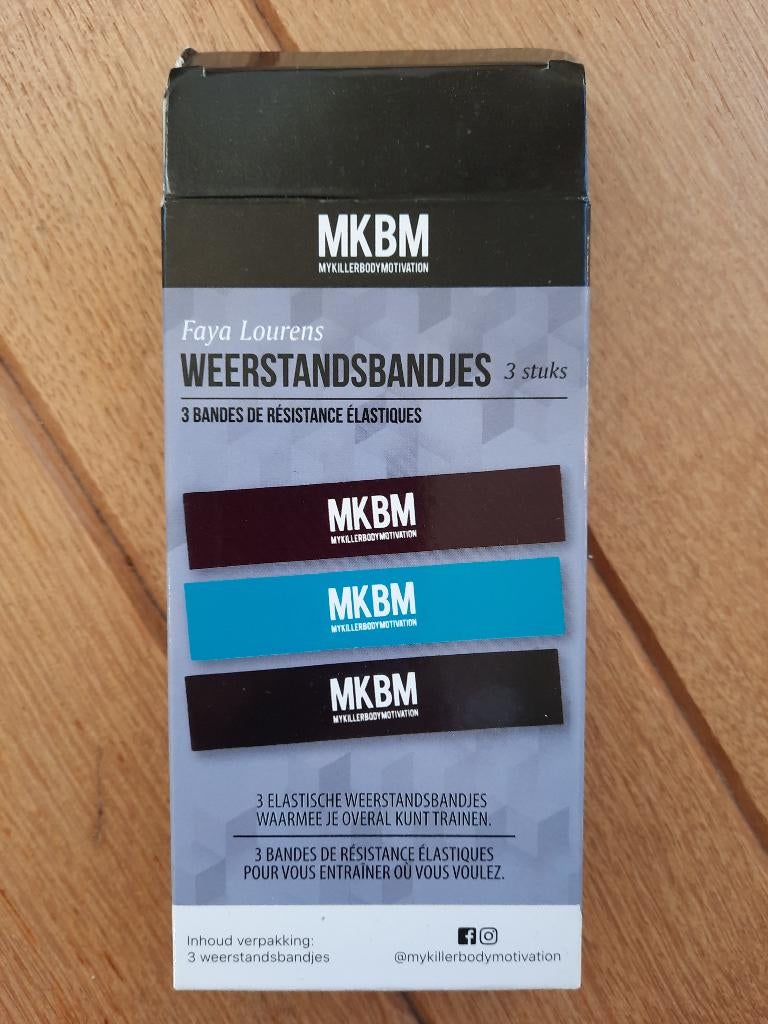 MKBM
MYKILLERBODYMOTIVATION
Faya Lourens
WEERSTANDSBANDJES 3 stuks
3 BANDES DE RÉSISTANCE ÉLASTIQUES
MKBM
MYKILLERBODYMOTIVATION
MKBM
MYKILLERBODYMOTIVATION
MKBM
MYKILLERBODYMOTIVATION
3 ELASTISCHE WEERSTANDSBANDJES
WAARMEE JE OVERAL KUNT TRAINEN.
3 BANDES DE RÉSISTANCE ÉLASTIQUES
POUR VOUS ENTRAÎNER OÙ VOUS VOULEZ.
Inhoud verpakking:
3 weerstandsbandjes
@mykillerbodymotivation